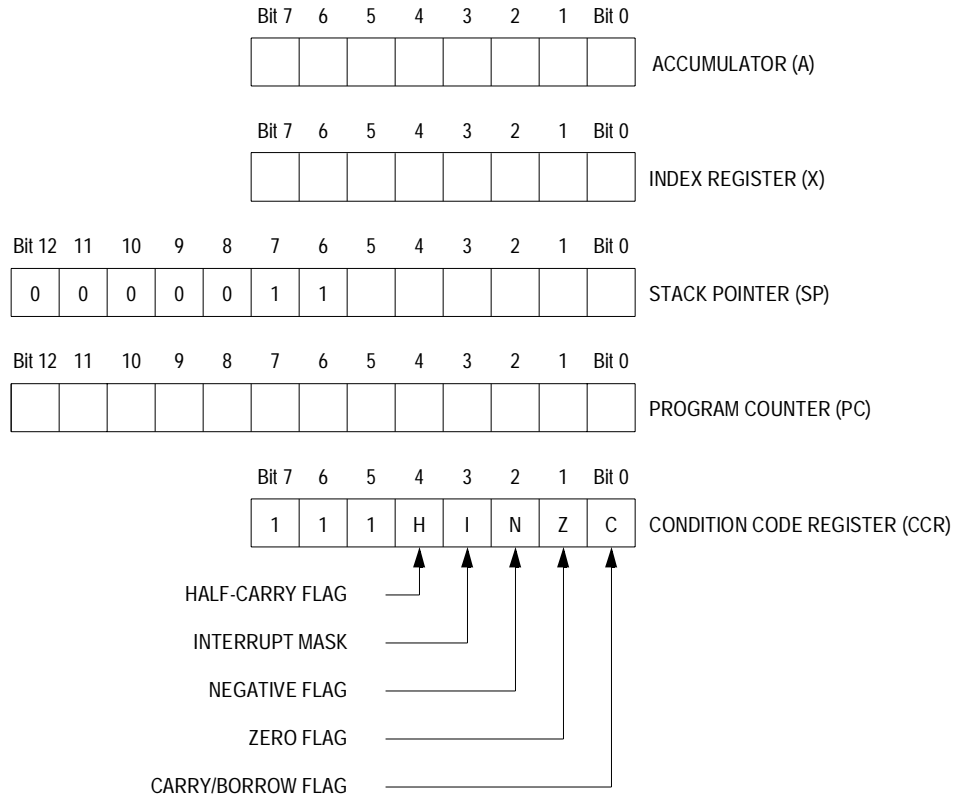 Bit 7 6 5 4 3 2 1 Bit 0
ACCUMULATOR (A)
Bit 7 6 5 4 3 2 1 Bit 0
INDEX REGISTER (X)
Bit 12 11 10 9 8 7 6 5 4 3 2 1 Bit 0
0 0 0 0 0 1 1 STACK POINTER (SP)
Bit 12 11 10 9 8 7 6 5 4 3 2 1 Bit 0
PROGRAM COUNTER (PC)
Bit 7 6 5 4 3 2 1 Bit 0
1 1 1 H I N Z C CONDITION CODE REGISTER (CCR)
HALF-CARRY FLAG
INTERRUPT MASK
NEGATIVE FLAG
ZERO FLAG
CARRY/BORROW FLAG